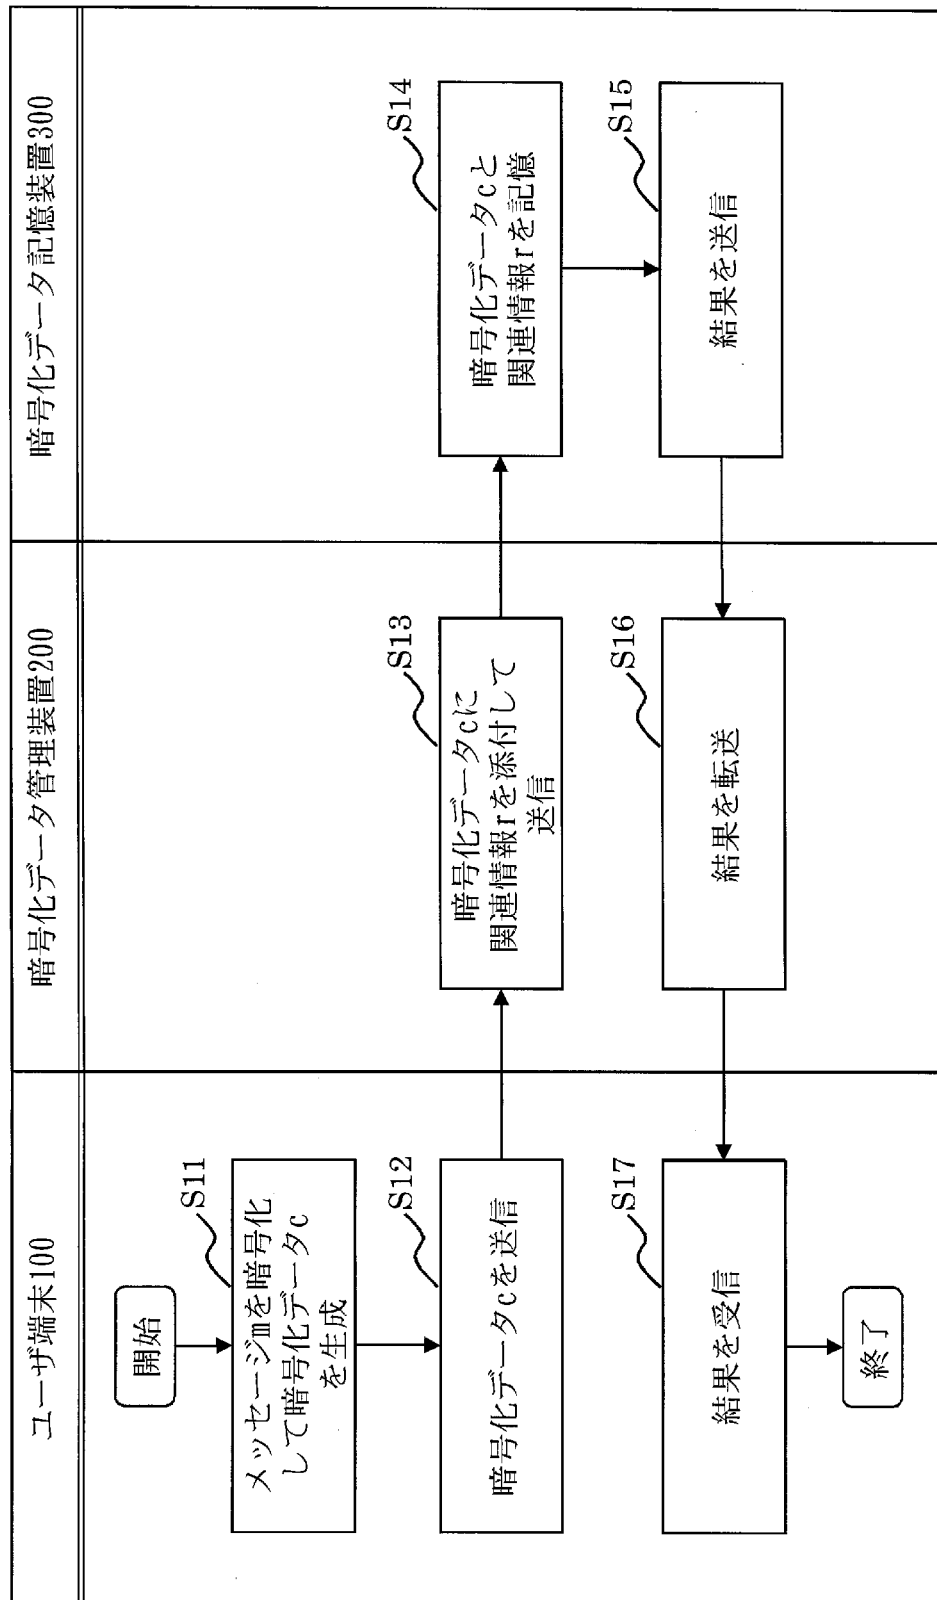 ユーザ端末100
暗号化データ管理装置200
暗号化データ記憶装置300
開始
S11
メッセージmを暗号化
して暗号化データc
を生成
S12
暗号化データcを送信
S13
暗号化データcに
関連情報rを添付して
送信
S14
暗号化データcと
関連情報rを記憶
S15
結果を送信
S16
結果を転送
S17
結果を受信
終了